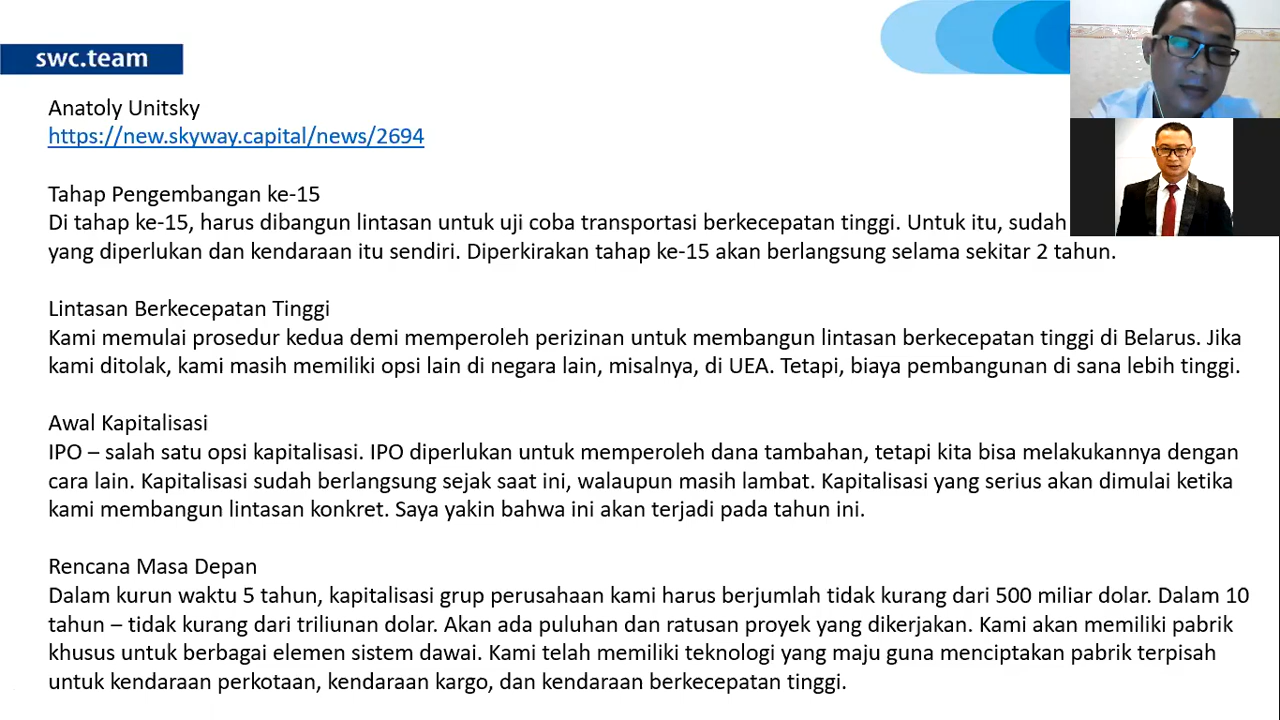 swc.team
Anatoly Unitsky
https://new.skyway.capital/news/2694
Tahap Pengembangan ke-15
Di tahap ke-15, harus dibangun lintasan untuk uji coba transportasi berkecepatan tinggi. Untuk itu, sudah
yang diperlukan dan kendaraan itu sendiri. Diperkirakan tahap ke-15 akan berlangsung selama sekitar 2 tahun.
Lintasan Berkecepatan Tinggi
Kami memulai prosedur kedua demi memperoleh perizinan untuk membangun lintasan berkecepatan tinggi di Belarus. Jika
kami ditolak, kami masih memiliki opsi lain di negara lain, misalnya, di UEA. Tetapi, biaya pembangunan di sana lebih tinggi.
Awal Kapitalisasi
IPO – salah satu opsi kapitalisasi. IPO diperlukan untuk memperoleh dana tambahan, tetapi kita bisa melakukannya dengan
cara lain. Kapitalisasi sudah berlangsung sejak saat ini, walaupun masih lambat. Kapitalisasi yang serius akan dimulai ketika
kami membangun lintasan konkret. Saya yakin bahwa ini akan terjadi pada tahun ini.
Rencana Masa Depan
Dalam kurun waktu 5 tahun, kapitalisasi grup perusahaan kami harus berjumlah tidak kurang dari 500 miliar dolar. Dalam 10
tahun – tidak kurang dari triliunan dolar. Akan ada puluhan dan ratusan proyek yang dikerjakan. Kami akan memiliki pabrik
khusus untuk berbagai elemen sistem dawai. Kami telah memiliki teknologi yang maju guna menciptakan pabrik terpisah
untuk kendaraan perkotaan, kendaraan kargo, dan kendaraan berkecepatan tinggi.